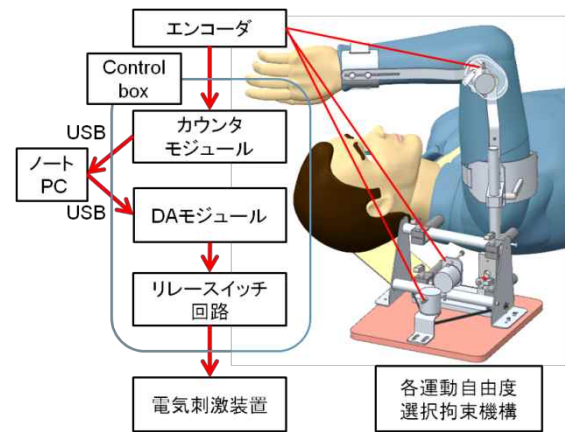 エンコーダ
Control
box
USB
カウンタ
モジュール
ノート
PC
USB
DAモジュール
リレースイッチ
回路
電気刺激装置
各運動自由度
選択拘束機構